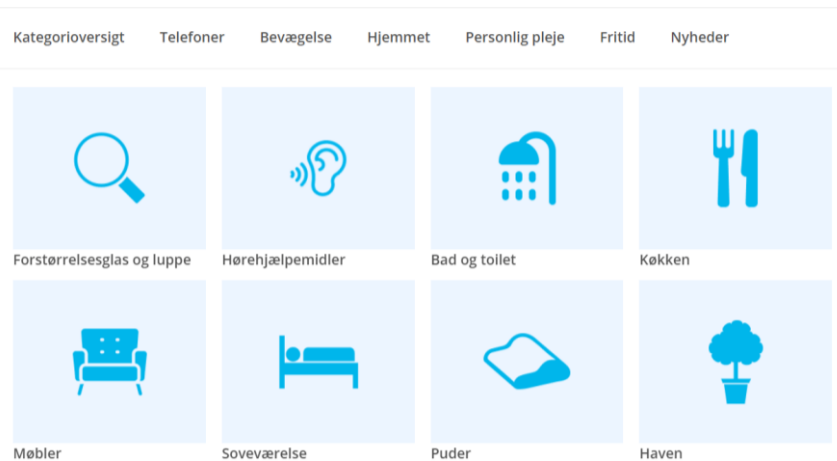 Kategorioversigt Telefoner Bevægelse Hjemmet Personlig pleje Fritid Nyheder
Forstørrelsesglas og luppe Hørehjælpemidler Bad og toilet Køkken
Møbler Soveværelse Puder Haven